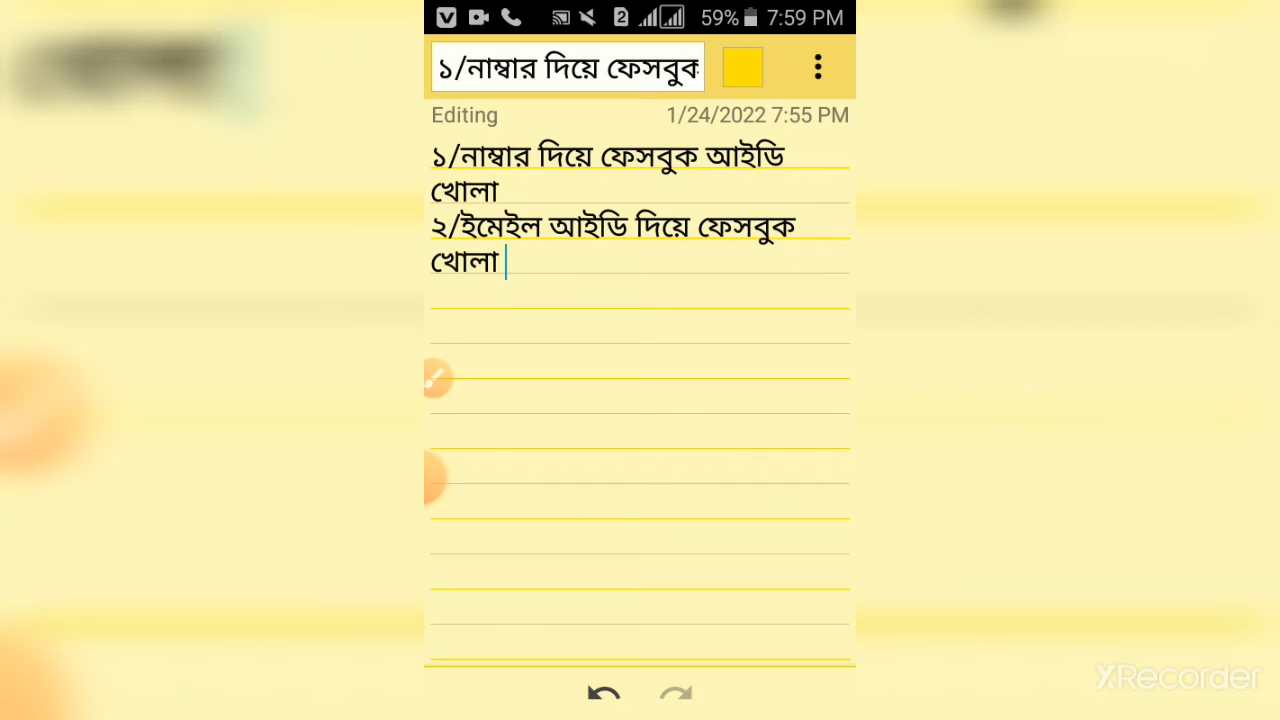 59% 7:59 PM
১/নাম্বার দিয়ে ফেসবুক
Editing 1/24/2022 7:55 PM
১/নাম্বার দিয়ে ফেসবুক আইডি
খোলা
২/ইমেইল আইডি দিয়ে ফেসবুক
খোলা
XRecorder